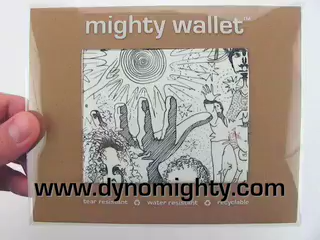 mighty wallet™
www.dynomighty.com
tear resistant ♻ water resistant ♻ recyclable